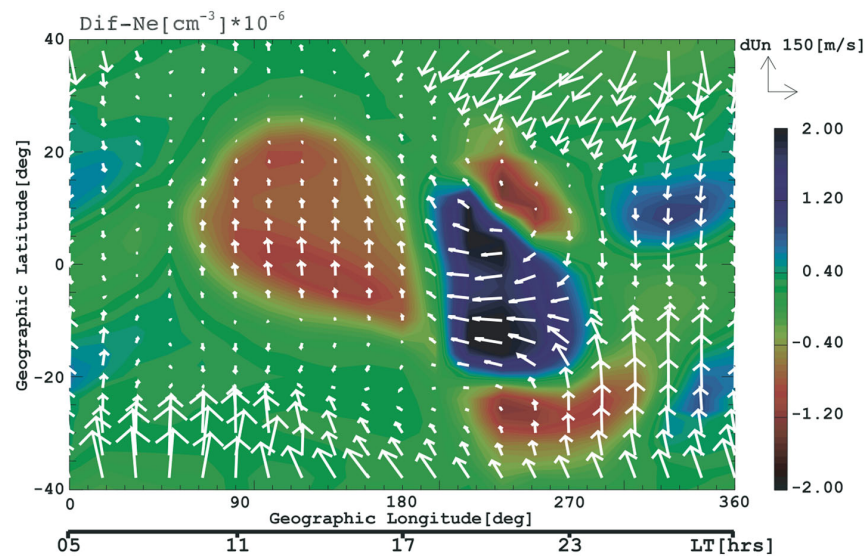 Dif-Ne[cm-3]*10-6
dUn 150[m/s]
40
20
0
-20
-40
Geographic Latitude[deg]
0 90 180 270 360
Geographic Longitude[deg]
05 11 17 23 LT[hrs]
2.00
1.20
0.40
-0.40
-1.20
-2.00